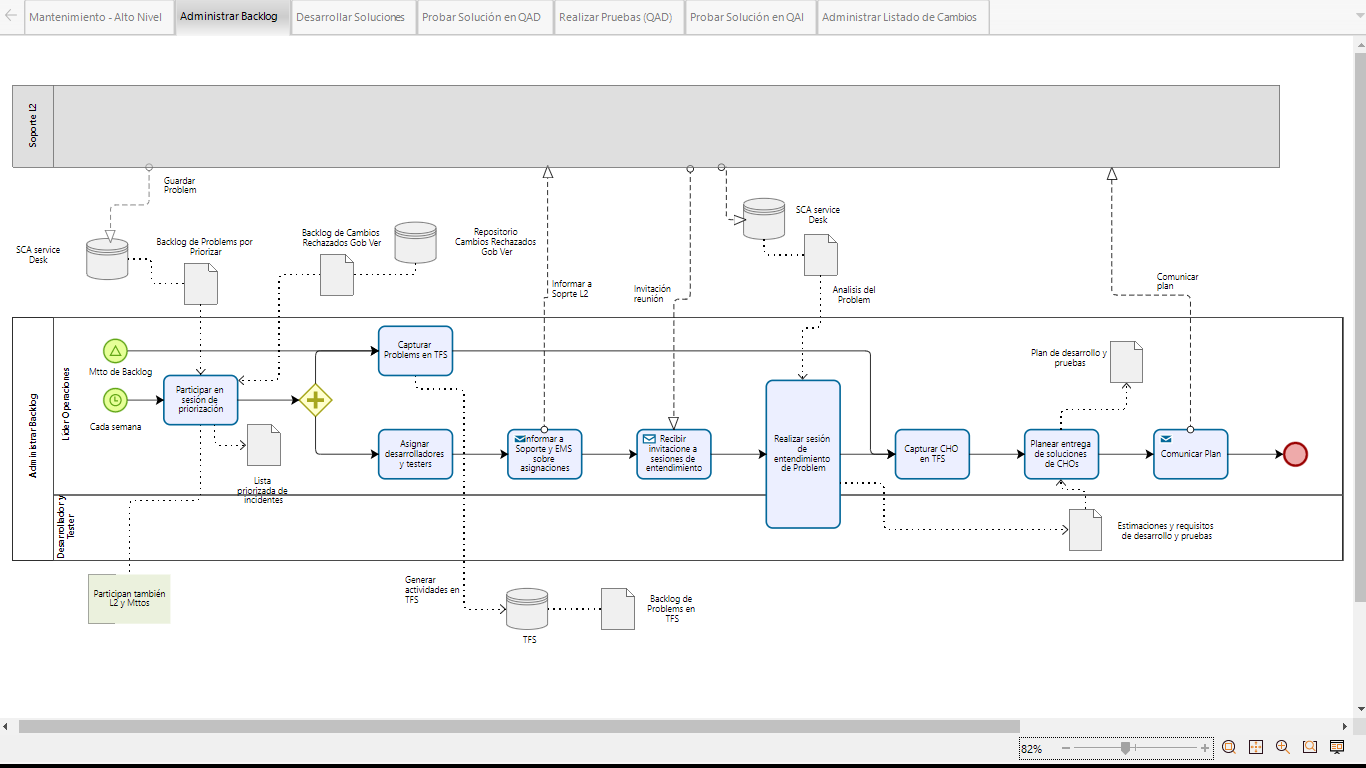 Mantenimiento - Alto Nivel
Administrar Backlog
Desarrollar Soluciones
Probar Solución en QAD
Realizar Pruebas (QAD)
Probar Solución en QAI
Administrar Listado de Cambios
Soporte L2
Guardar
Problem
SCA service
Desk
Backlog de Problems por
Priorizar
Backlog de Cambios
Rechazados Gob Ver
Repositorio
Cambios Rechazados
Gob Ver
Informar a
Soprte L2
Invitación
reunión
SCA service
Desk
Analisis del
Problem
Comunicar
plan
Administrar Backlog
Lider Operaciones
Mtto de Backlog
Cada semana
Participar en
sesión de
priorización
Capturar
Problems en TFS
Asignar
desarrolladores
y testers
Lista
priorizada de
incidentes
Informar a
Soporte y EMS
sobre
asignaciones
Recibir
invitacione a
sesiones de
entendimiento
Realizar sesión
de
entendimiento
de Problem
Capturar CHO
en TFS
Planear entrega
de soluciones
de CHOs
Plan de desarrollo y
pruebas
Comunicar Plan
Desarrollador y
Tester
Estimaciones y requisitos
de desarrollo y pruebas
Participan también
L2 y Mttos
Generar
actividades en
TFS
TFS
Backlog de
Problems en
TFS
82%